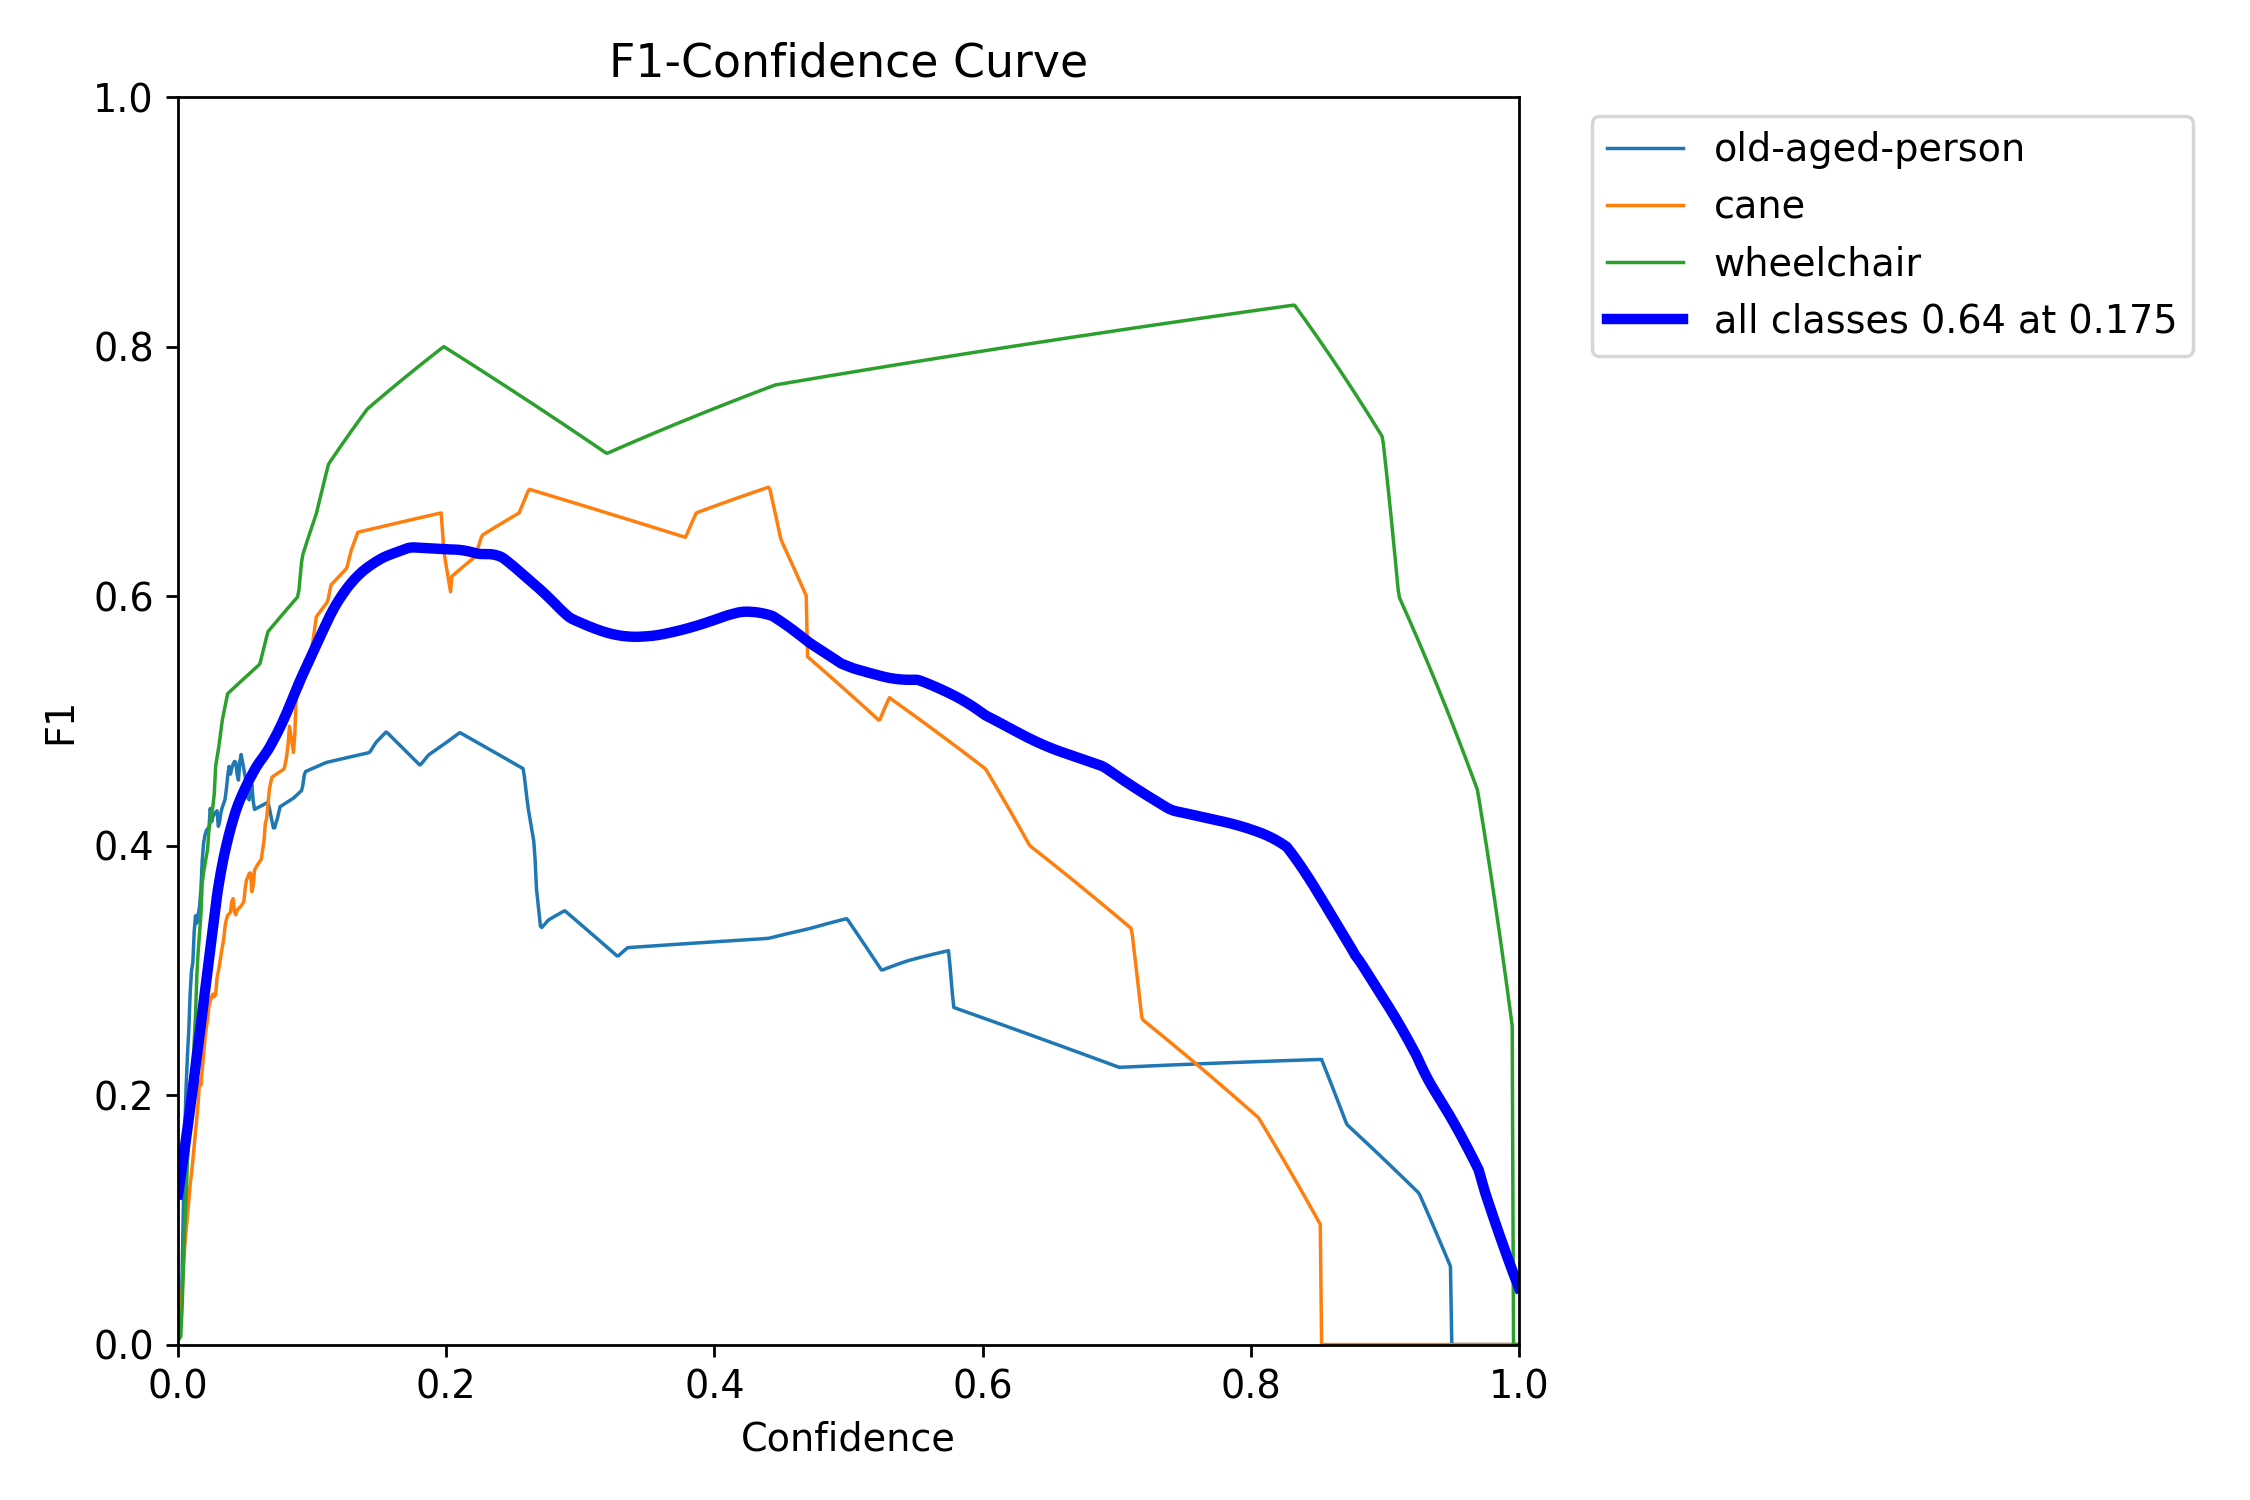 F1-Confidence Curve
1.0
0.8
0.6
0.4
0.2
0.0
F1
0.0 0.2 0.4 0.6 0.8 1.0
Confidence
old-aged-person
cane
wheelchair
all classes 0.64 at 0.175